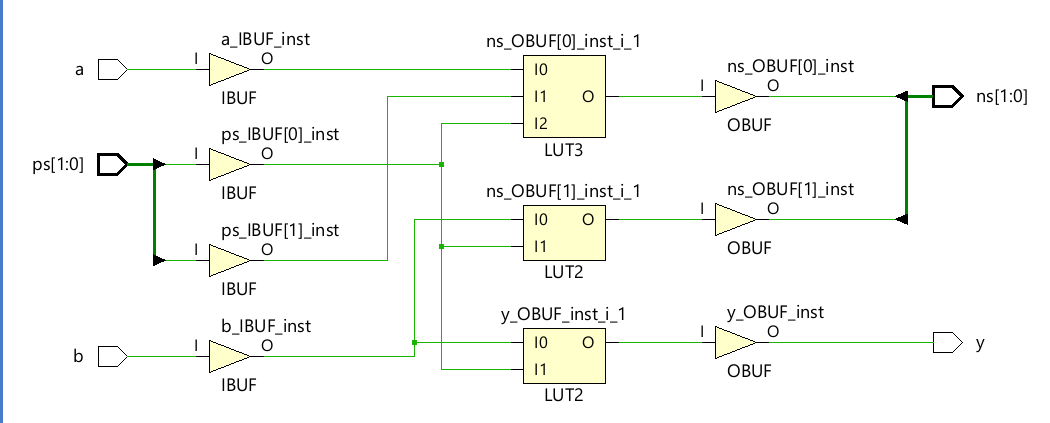 a_IBUF_inst
a
I
O
IBUF
ps_IBUF[0]_inst
ps[1:0]
I
O
IBUF
ps_IBUF[1]_inst
I
O
IBUF
b_IBUF_inst
b
I
O
IBUF
ns_OBUF[0]_inst_i_1
I0
I1
O
I2
LUT3
ns_OBUF[1]_inst_i_1
I0
O
I1
LUT2
y_OBUF_inst_i_1
I0
O
I1
LUT2
ns_OBUF[0]_inst
I
O
OBUF
ns[1:0]
ns_OBUF[1]_inst
I
O
OBUF
y_OBUF_inst
I
O
OBUF
y